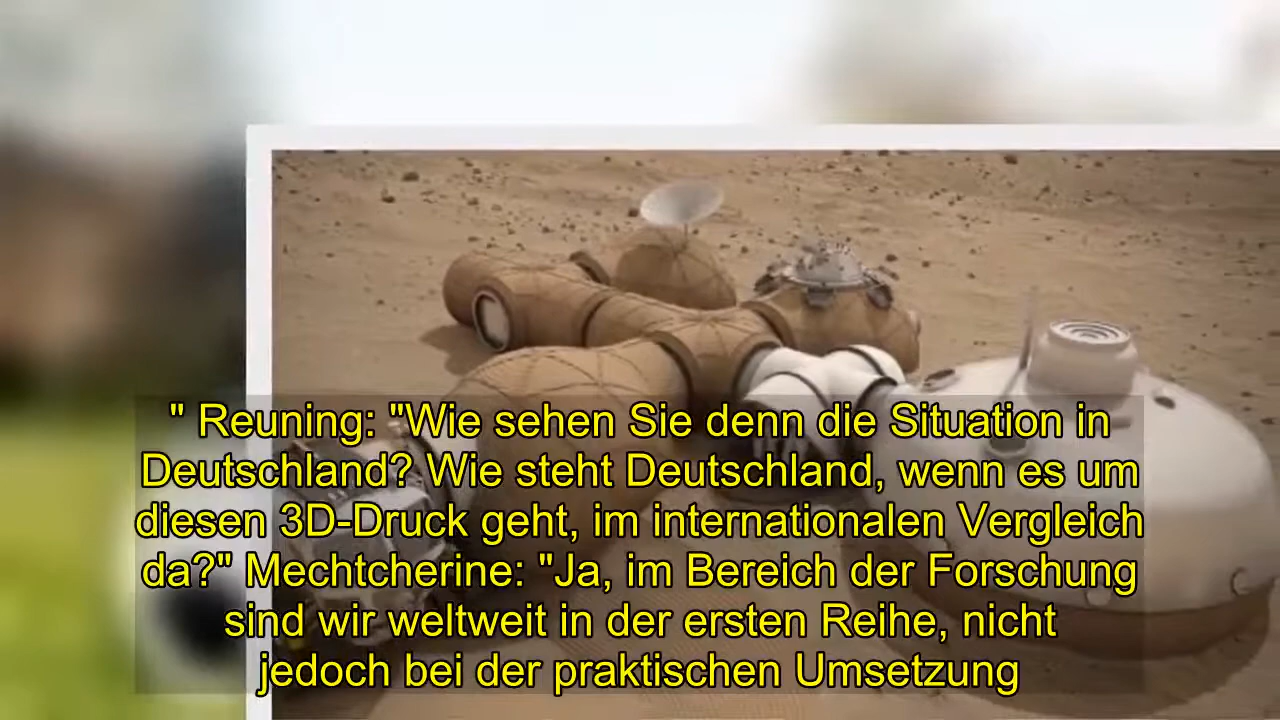 " Reuning: "Wie sehen Sie denn die Situation in
Deutschland? Wie steht Deutschland, wenn es um
diesen 3D-Druck geht, im internationalen Vergleich
da?" Mechtcherine: "Ja, im Bereich der Forschung
sind wir weltweit in der ersten Reihe, nicht
jedoch bei der praktischen Umsetzung